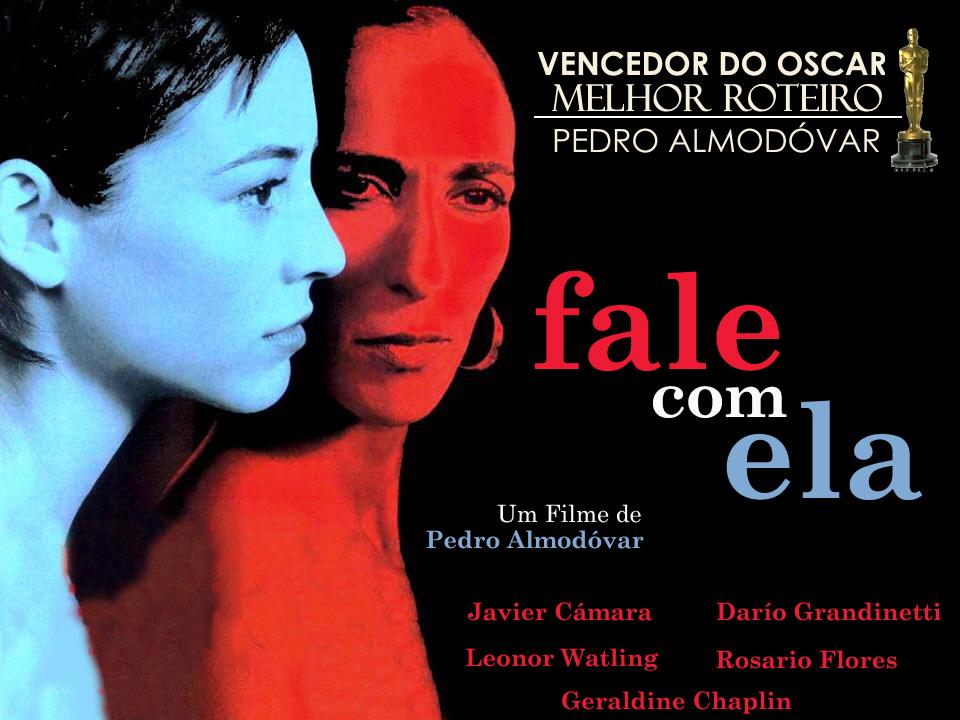 VENCEDOR DO OSCAR
MELHOR ROTEIRO
PEDRO ALMODÓVAR
fale
com
ela
Um Filme de
Pedro Almodóvar
Javier Cámara Darío Grandinetti
Leonor Watling Rosario Flores
Geraldine Chaplin